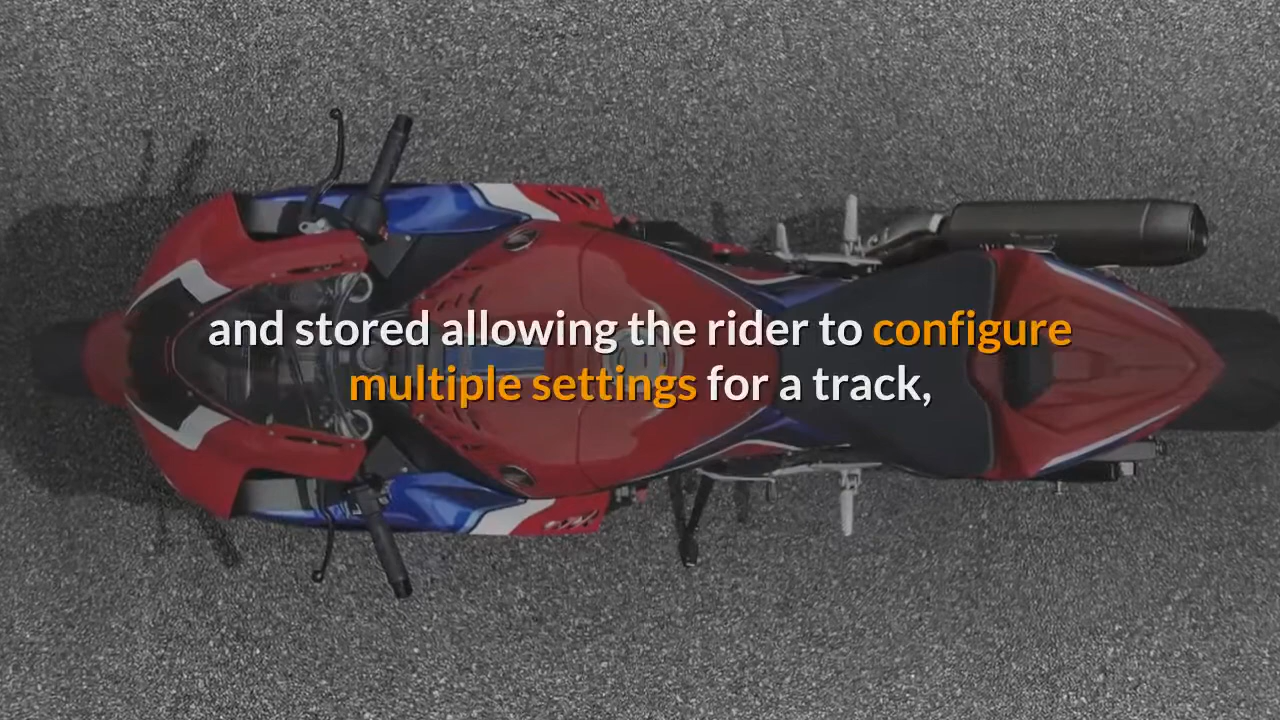 and stored allowing the rider to configure
multiple settings for a track,